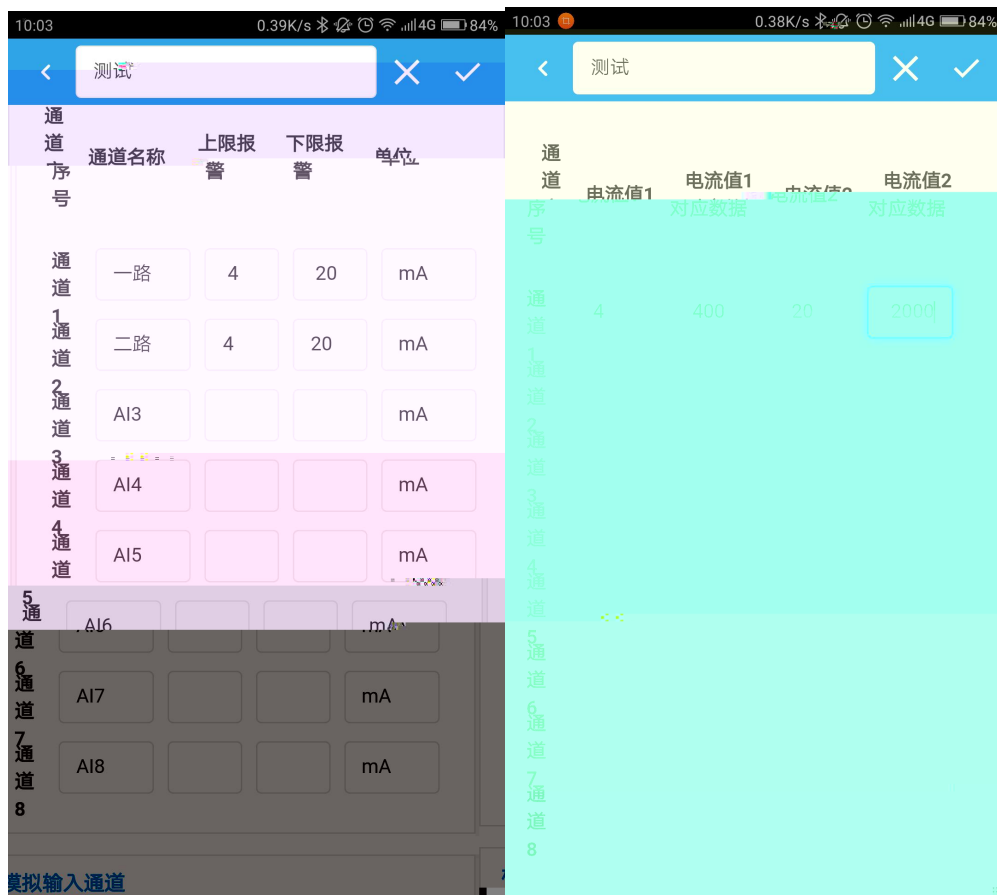 10:03 0.39K/s 4G 84%
测试
通道序号 通道名称 上限报警 下限报警 单位
通道1 一路 4 20 mA
通道2 二路 4 20 mA
通道3 AI3 mA
通道4 AI4 mA
通道5 AI5 mA
通道6 AI6 mA
通道7 AI7 mA
通道8 AI8 mA
模拟输入通道
10:03 0.38K/s 4G 84%
测试
通道序号 电流值1 电流值1对应数据 电流值2 电流值2对应数据
通道1 4 400 20 2000
通道2
通道3
通道4
通道5
通道6
通道7
通道8